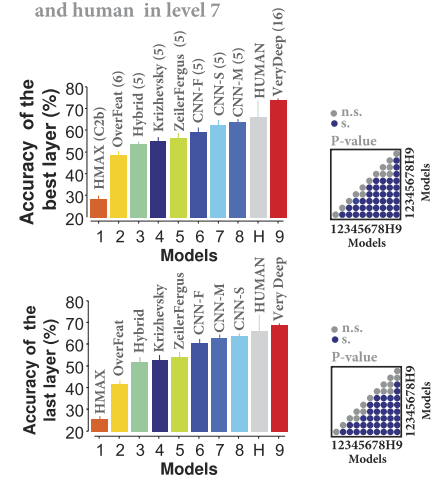 and human in level 7
Accuracy of the
best layer (%)
80
70
60
50
40
30
20
HMAX (C2b)
OverFeat (6)
Hybrid (5)
Krizhevsky (5)
ZeilerFergus (5)
CNN-F (5)
CNN-S (5)
CNN-M (5)
HUMAN
VeryDeep (16)
1 2 3 4 5 6 7 8 H 9
Models
n.s.
s.
P-value
12345678H9
Models
12345678H9
Models
Accuracy of the
last layer (%)
80
70
60
50
40
30
20
HMAX
OverFeat
Hybrid
Krizhevsky
ZeilerFergus
CNN-F
CNN-M
CNN-S
HUMAN
Very Deep
1 2 3 4 5 6 7 8 H 9
Models
n.s.
s.
P-value
12345678H9
Models
12345678H9
Models